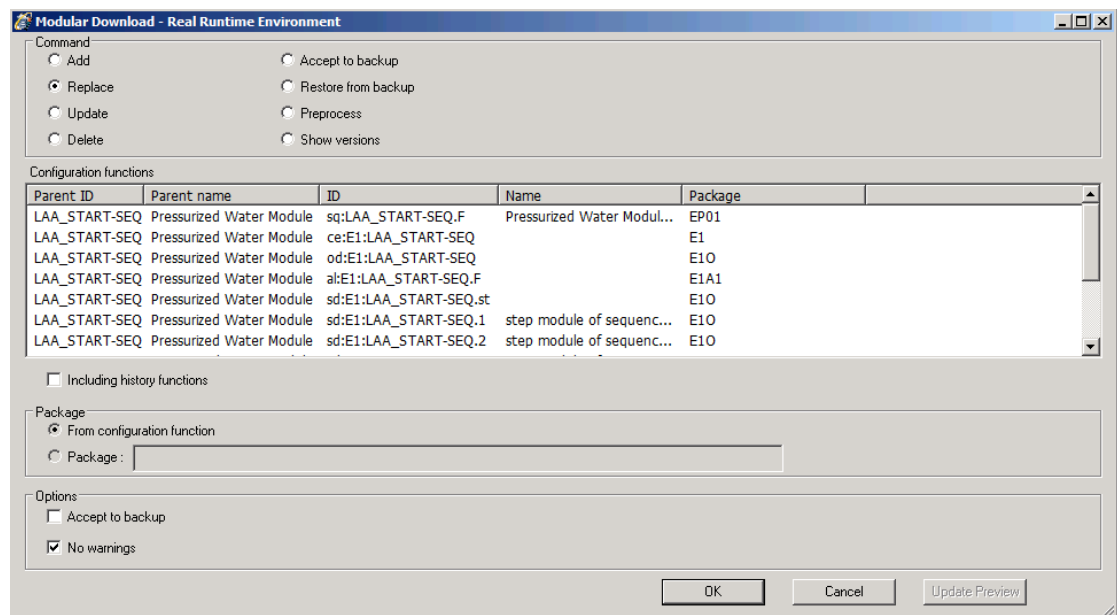 Modular Download - Real Runtime Environment
Command
Add Accept to backup
Replace Restore from backup
Update Preprocess
Delete Show versions
Configuration functions
Parent ID Parent name ID Name Package
LAA_START-SEQ Pressurized Water Module sq:LAA_START-SEQ.F Pressurized Water Modul... EP01
LAA_START-SEQ Pressurized Water Module ce:E1:LAA_START-SEQ E1
LAA_START-SEQ Pressurized Water Module od:E1:LAA_START-SEQ E1O
LAA_START-SEQ Pressurized Water Module al:E1:LAA_START-SEQ.F E1A1
LAA_START-SEQ Pressurized Water Module sd:E1:LAA_START-SEQ.st E1O
LAA_START-SEQ Pressurized Water Module sd:E1:LAA_START-SEQ.1 step module of sequenc... E1O
LAA_START-SEQ Pressurized Water Module sd:E1:LAA_START-SEQ.2 step module of sequenc... E1O
Including history functions
Package
From configuration function
Package :
Options
Accept to backup
No warnings
OK Cancel Update Preview